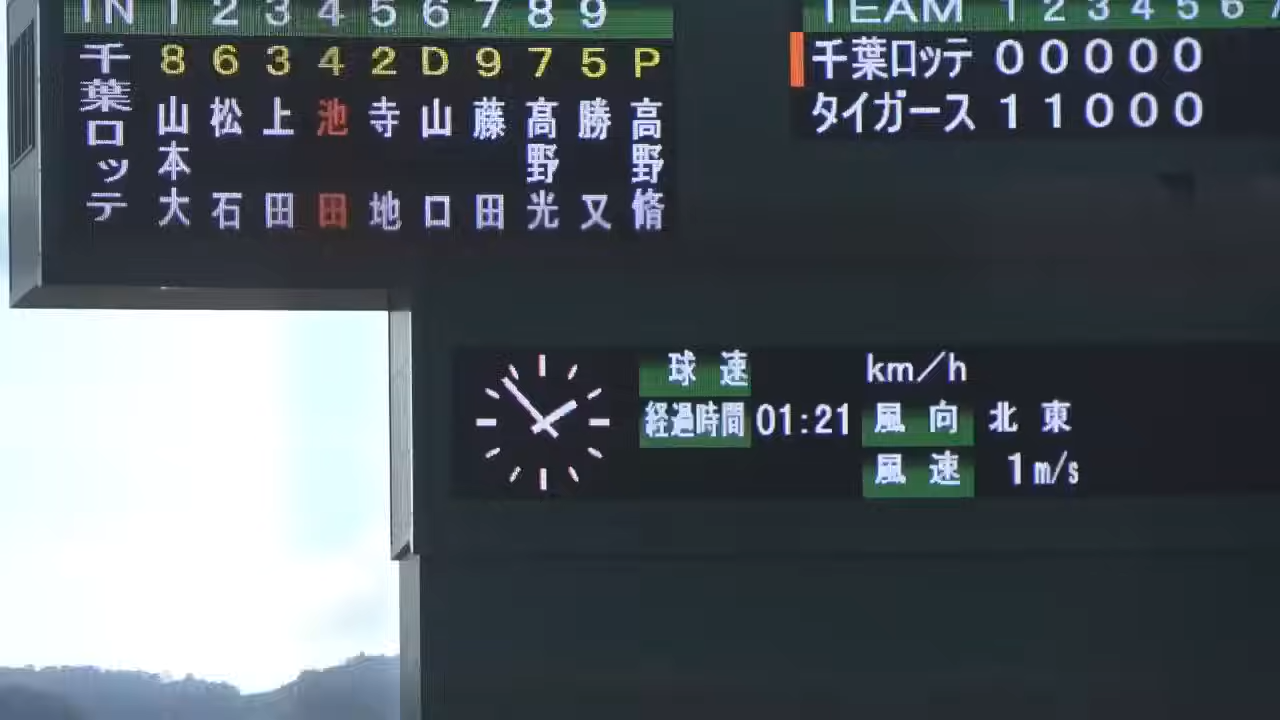 IN 1 2 3 4 5 6 7 8 9
千葉ロッテ
8 6 3 4 2 D 9 7 5 P
山本大
松石
上田
池田
寺地
山口
藤田
髙野光
勝又
高野脩
TEAM 1 2 3 4 5 6 7
千葉ロッテ 0 0 0 0 0
タイガース 1 1 0 0 0
球速 km/h
経過時間 01:21 風向 北東
風速 1m/s